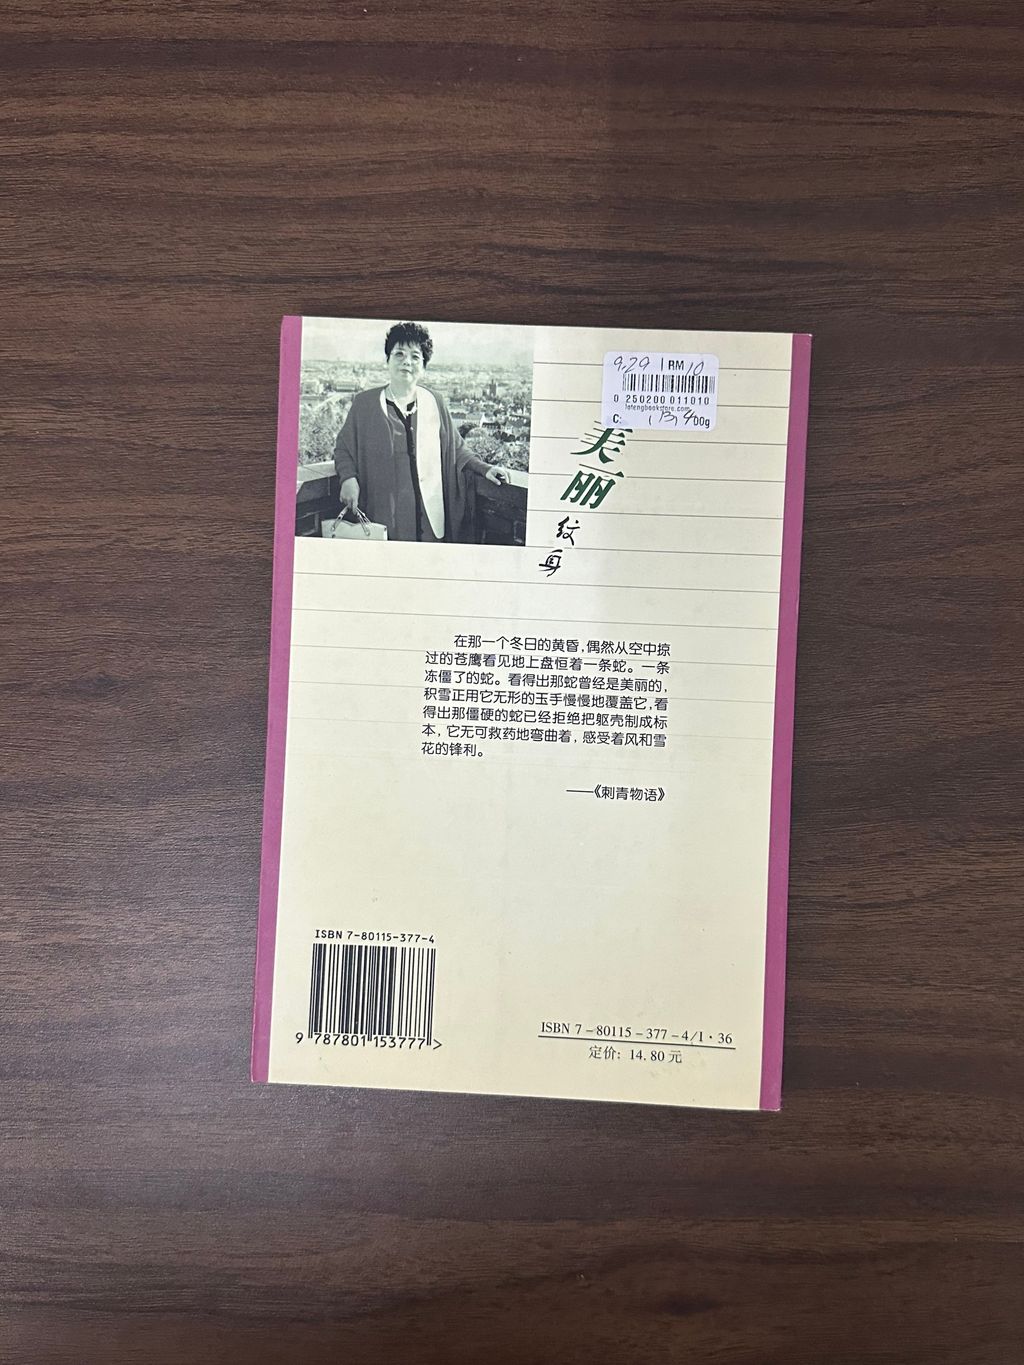 9.29 RM 10
0 250200 011010
latengbookstore.com
C: 400g
美
丽
纹
身
在那一个冬日的黄昏，偶然从空中掠
过的苍鹰看见地上盘恒着一条蛇。一条
冻僵了的蛇。看得出那蛇曾经是美丽的，
积雪正用它无形的玉手慢慢地覆盖它，看
得出那僵硬的蛇已经拒绝把躯壳制成标
本，它无可救药地弯曲着，感受着风和雪
花的锋利。
——《刺青物语》
ISBN 7-80115-377-4
9 787801 153777 >
ISBN 7－80115－377－4/I·36
定价：14.80 元